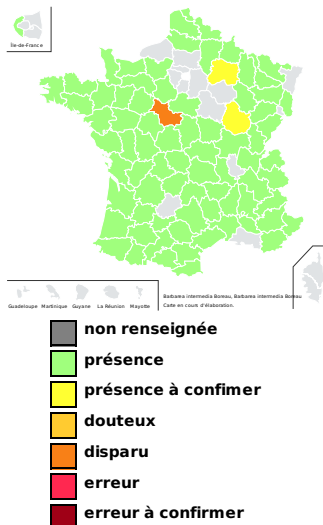 Île-de-France
Guadeloupe Martinique Guyane La Réunion Mayotte
Barbarea intermedia Boreau, Barbarea intermedia Boreau
Carte en cours d'élaboration.
non renseignée
présence
présence à confimer
douteux
disparu
erreur
erreur à confirmer